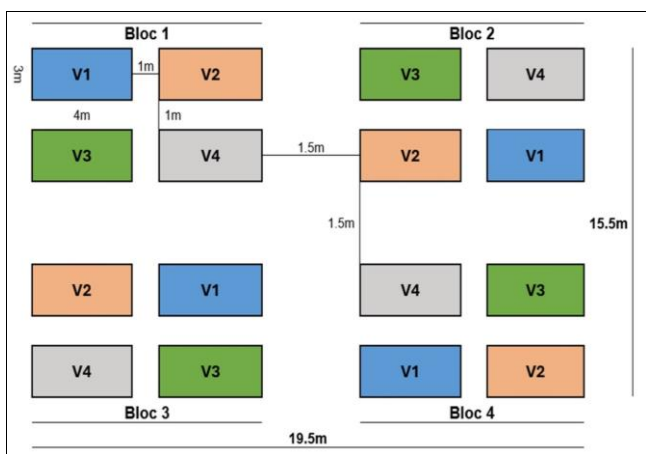 Bloc 1 Bloc 2
V1 1m V2 V3 V4
3m
4m 1m
V3 V4 1.5m V2 V1
1.5m 15.5m
V2 V1 V4 V3
V4 V3 V1 V2
Bloc 3 Bloc 4
19.5m